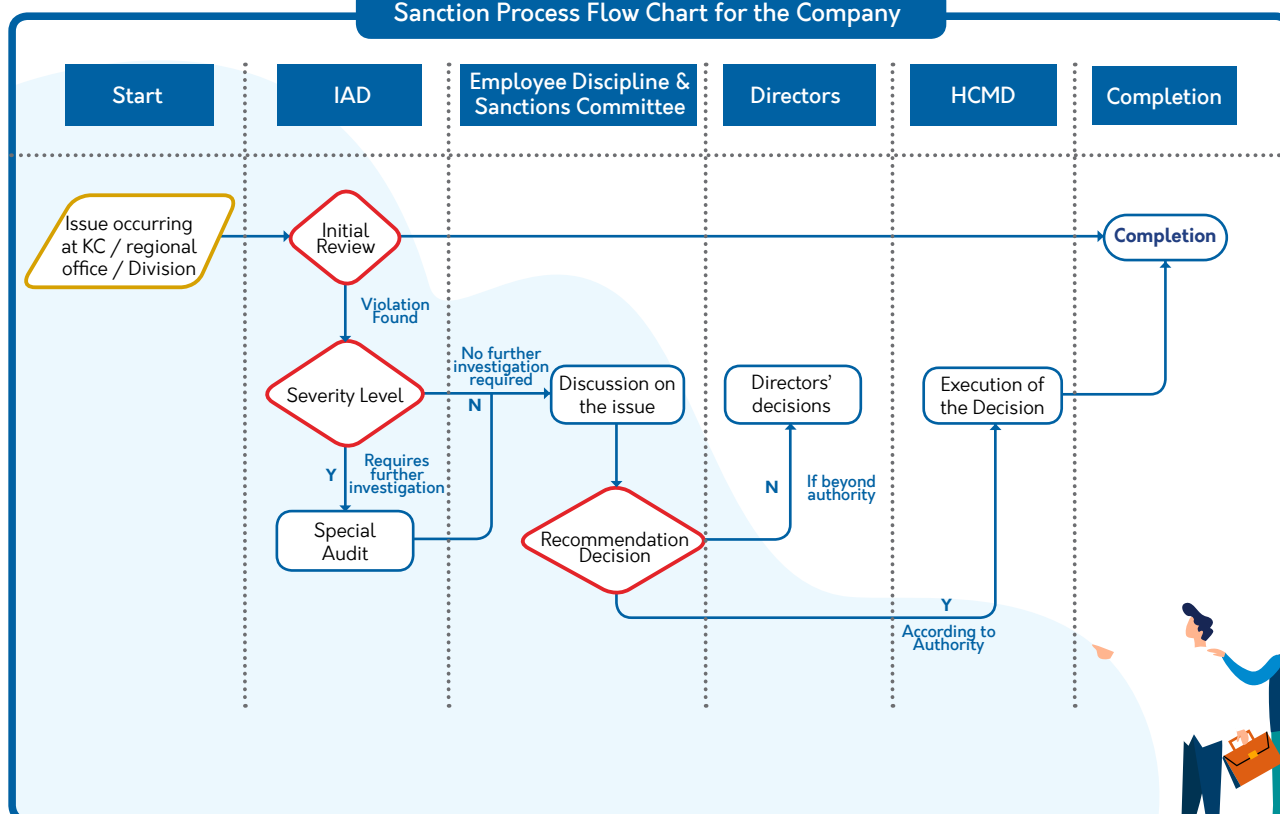 Sanction Process Flow Chart for the Company
Start
IAD
Employee Discipline &
Sanctions Committee
Directors
HCMD
Completion
Issue occurring
at KC / regional
office / Division
Initial
Review
Completion
Violation
Found
Severity Level
No further
investigation
required
N
Discussion on
the issue
Directors’
decisions
Execution of
the Decision
Y
Requires
further
investigation
Special
Audit
Recommendation
Decision
N
If beyond
authority
Y
According to
Authority